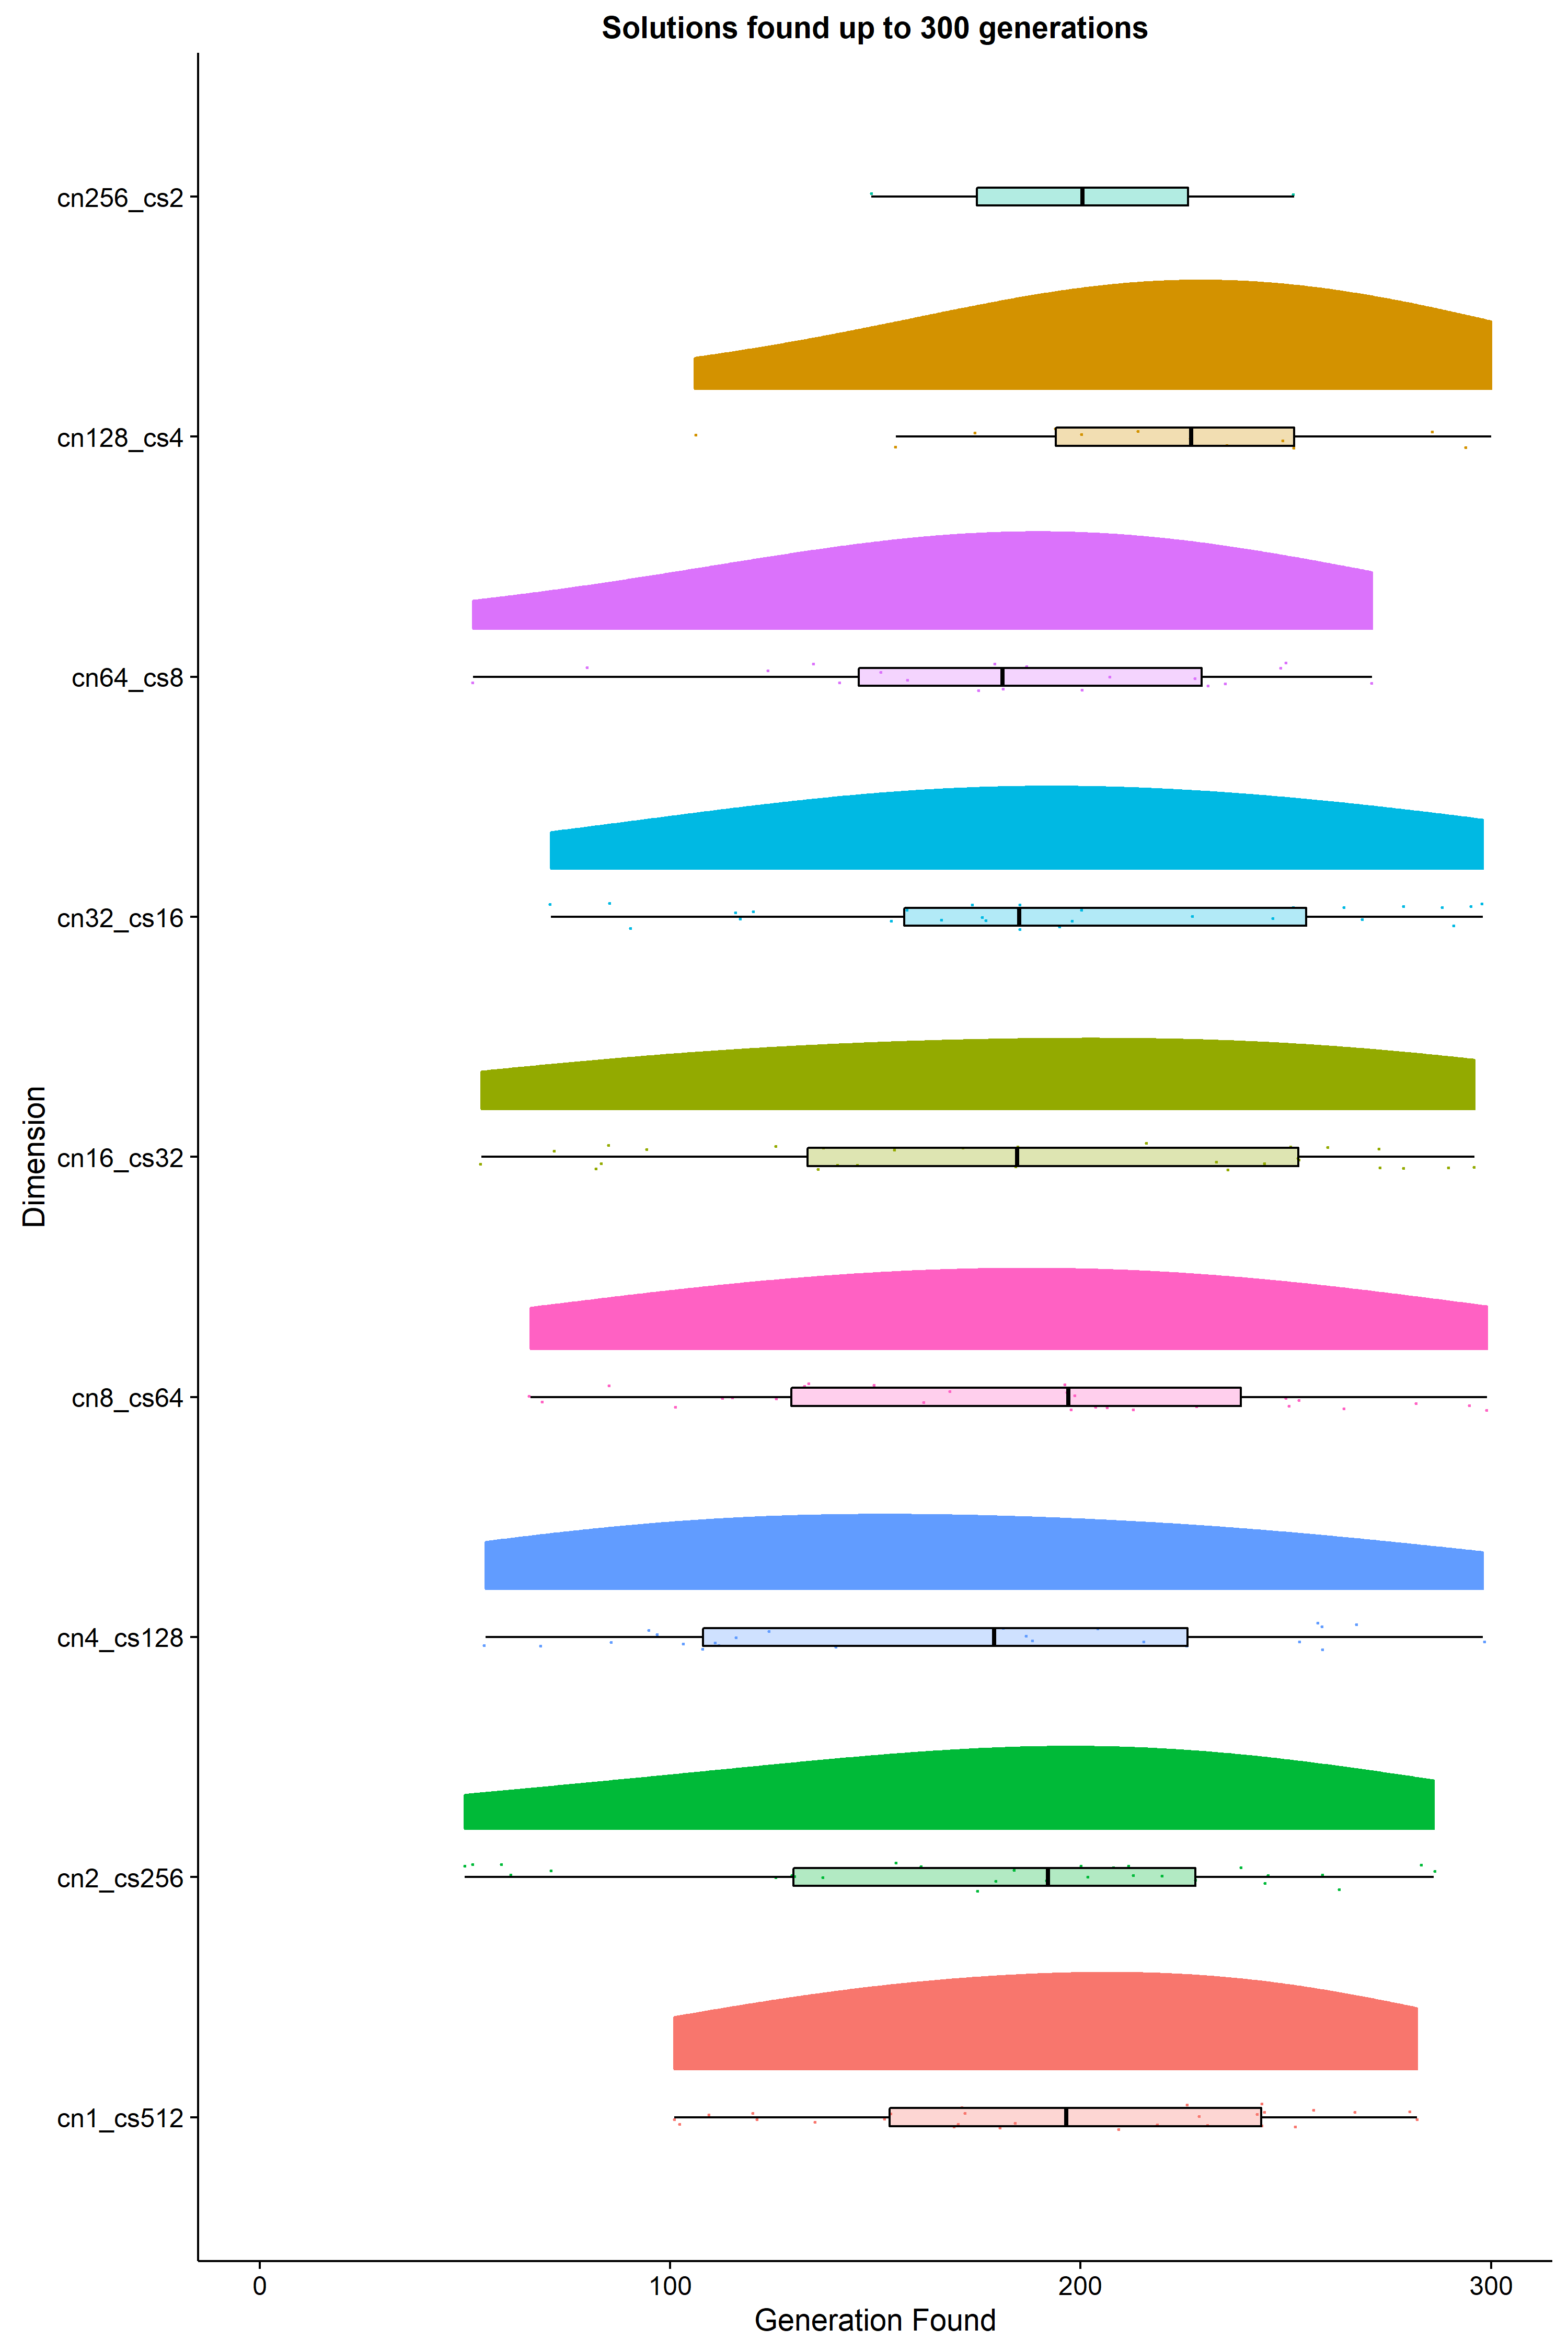 Solutions found up to 300 generations
cn256_cs2
cn128_cs4
cn64_cs8
cn32_cs16
cn16_cs32
Dimension
cn8_cs64
cn4_cs128
cn2_cs256
cn1_cs512
0 100 200 300
Generation Found